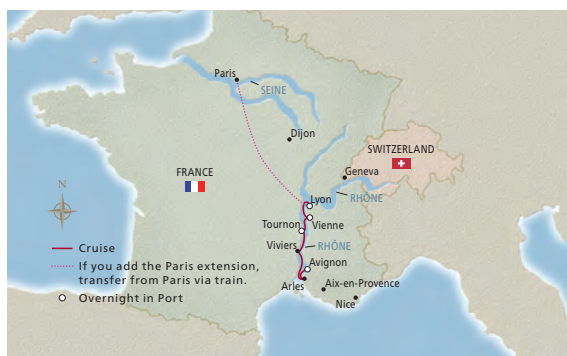 Paris
SEINE
Dijon
SWITZERLAND
FRANCE
Geneva
N
Lyon
RHÔNE
Tournon
Vienne
Viviers
RHÔNE
Cruise
If you add the Paris extension,
transfer from Paris via train.
Overnight in Port
Avignon
Arles
Aix-en-Provence
Nice